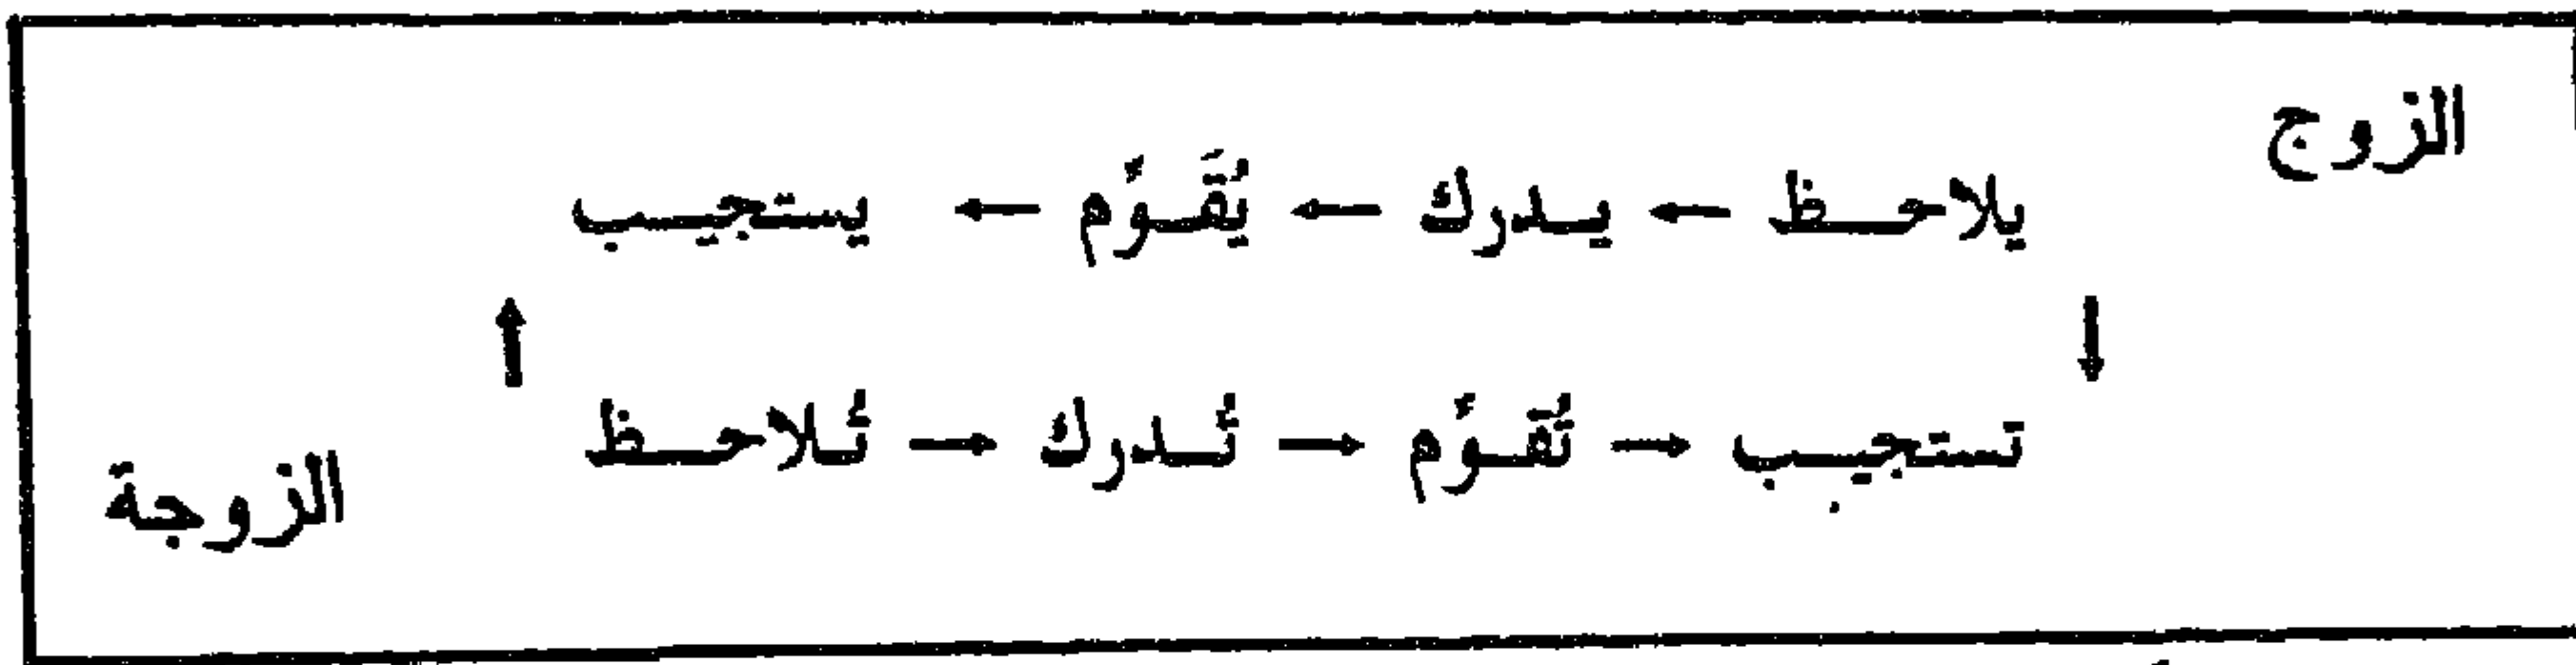 الزوج
يلاحظ ← يدرك ← يُقَوِّم ← يستجيب
↑ ↓
تستجيب → تُقوِّم → تُدرك → تُلاحظ
الزوجة